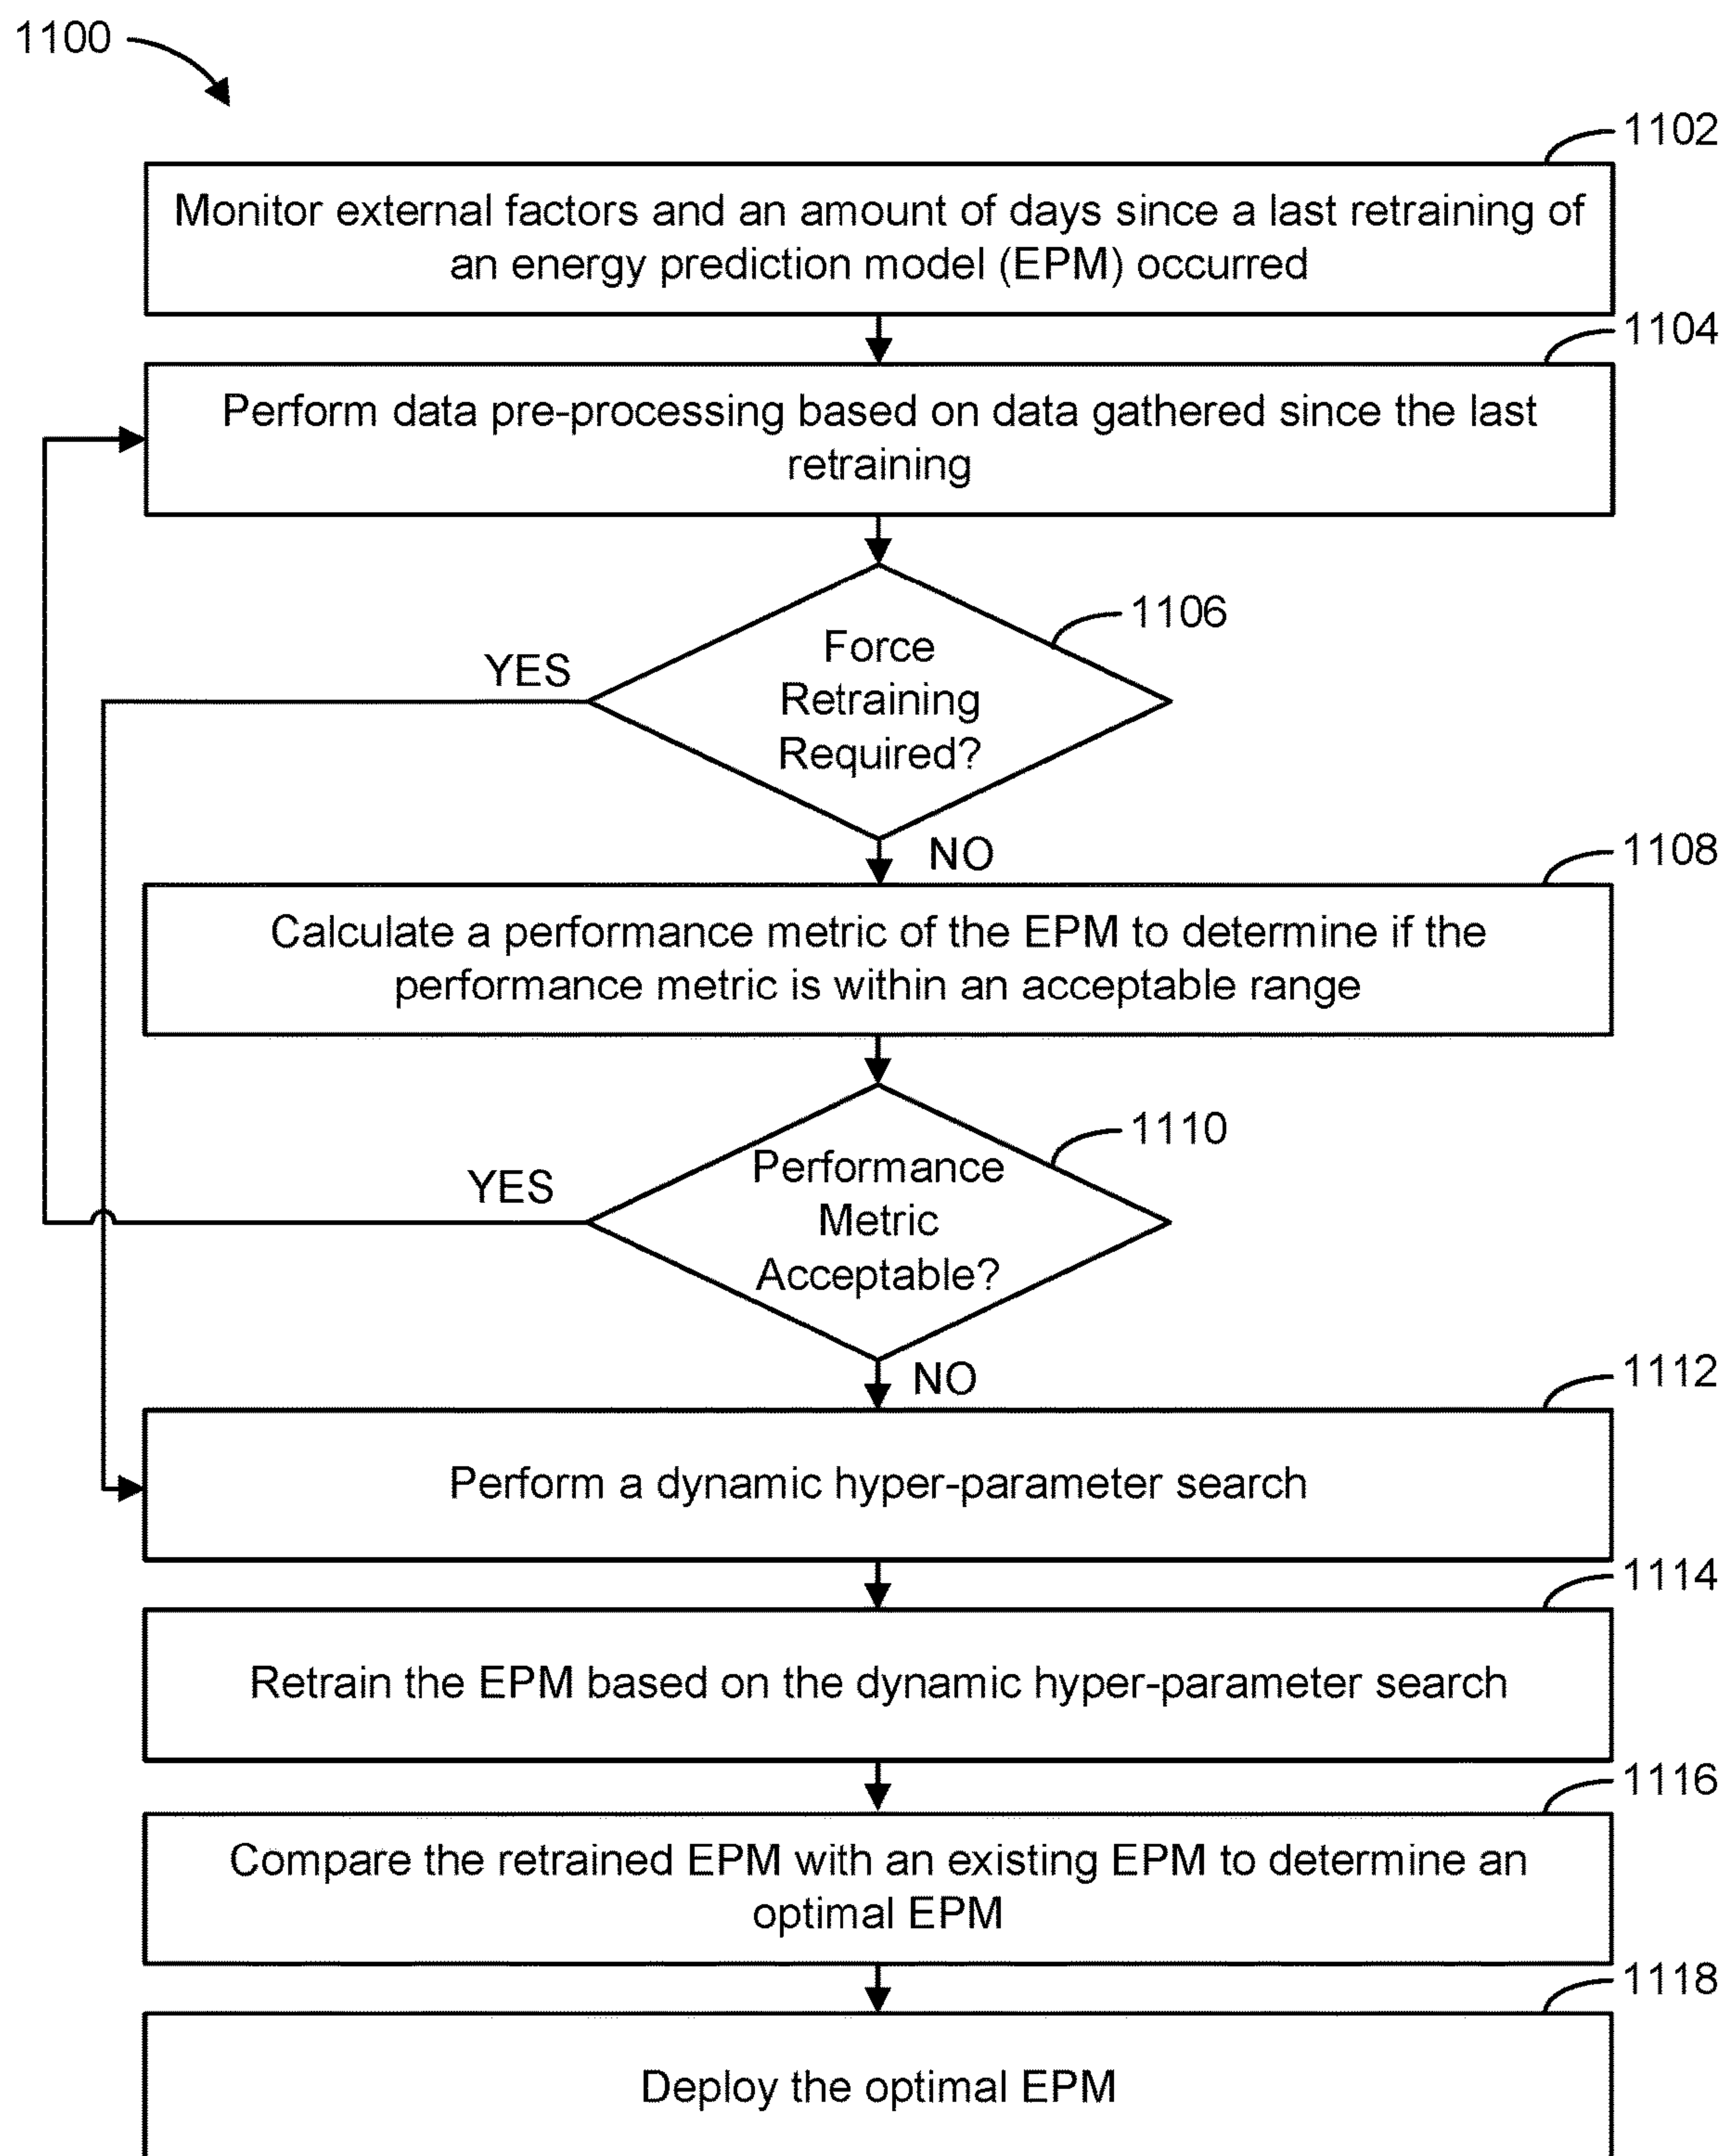 1100
1102
Monitor external factors and an amount of days since a last retraining of
an energy prediction model (EPM) occurred
1104
Perform data pre-processing based on data gathered since the last
retraining
1106
Force
Retraining
Required?
YES
NO
1108
Calculate a performance metric of the EPM to determine if the
performance metric is within an acceptable range
1110
Performance
Metric
Acceptable?
YES
NO
1112
Perform a dynamic hyper-parameter search
1114
Retrain the EPM based on the dynamic hyper-parameter search
1116
Compare the retrained EPM with an existing EPM to determine an
optimal EPM
1118
Deploy the optimal EPM